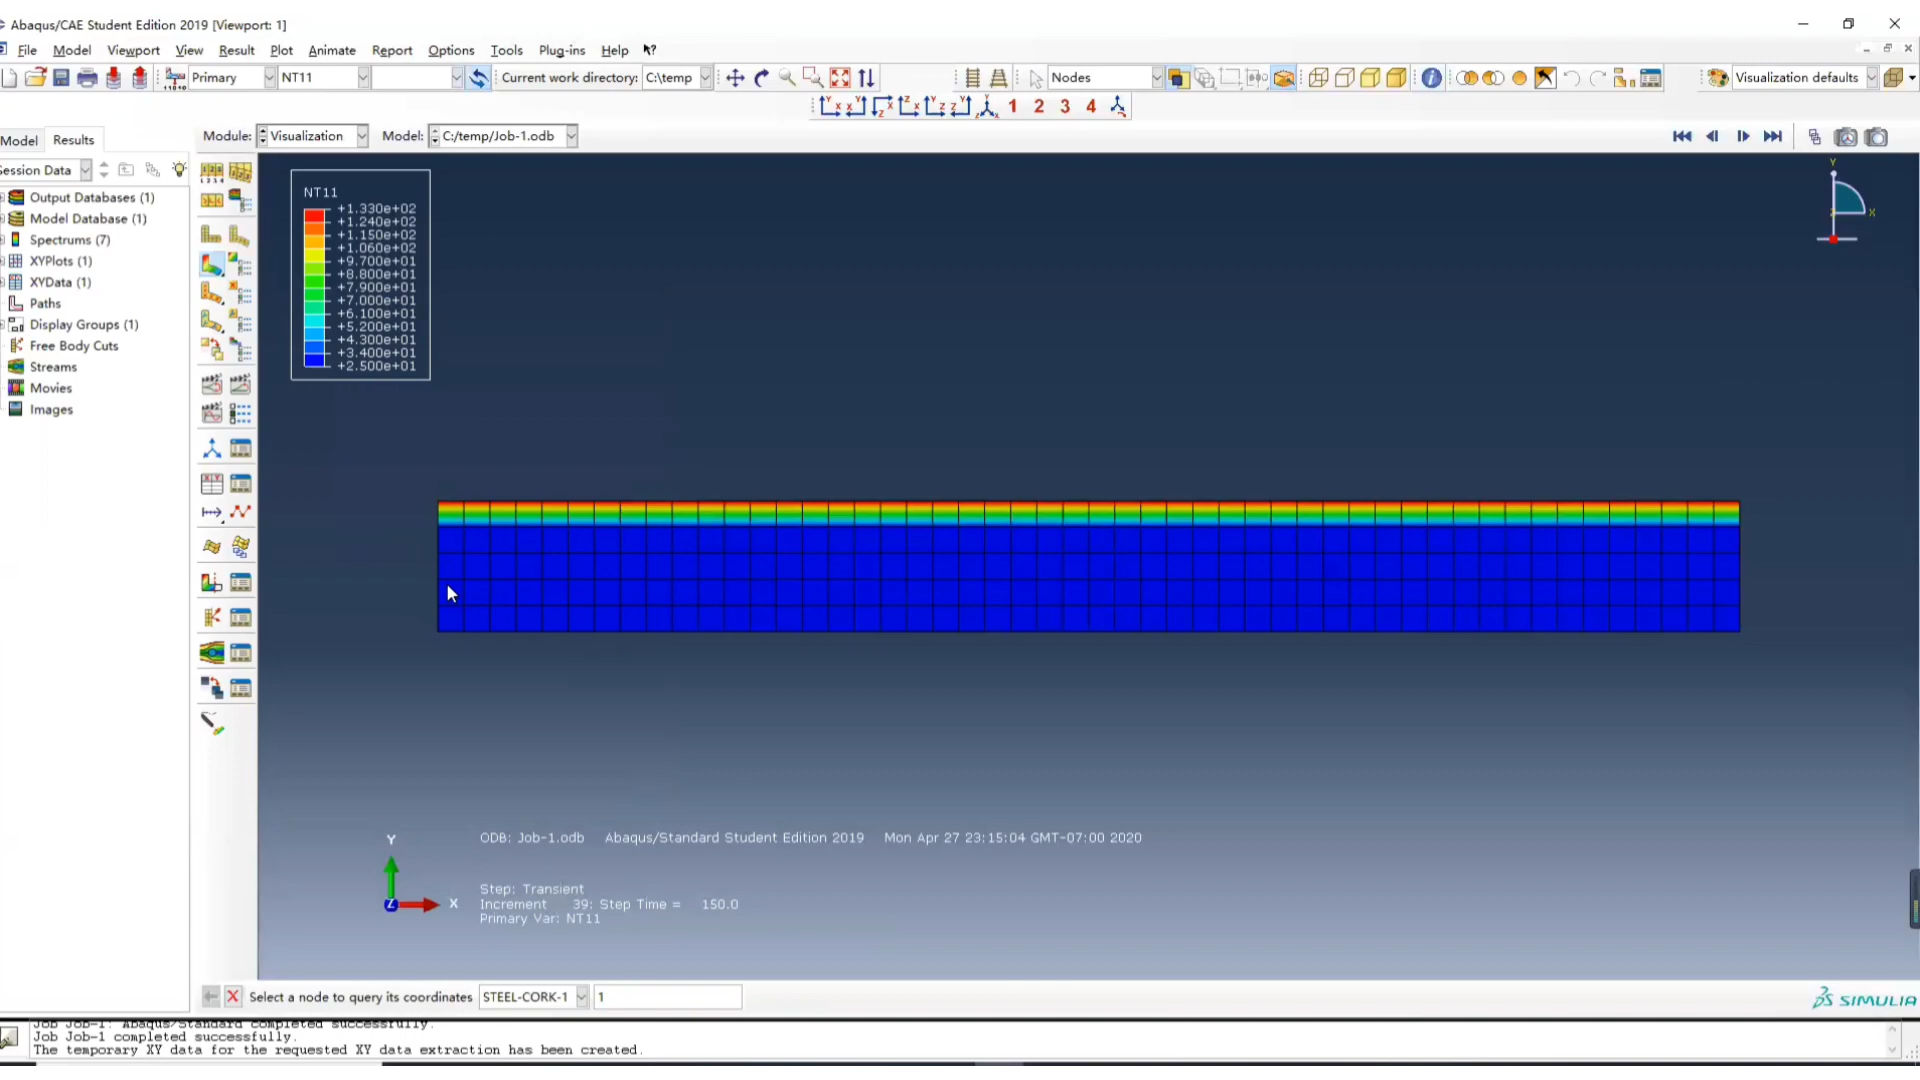 Abaqus/CAE Student Edition 2019 [Viewport: 1]
File Model Viewport View Result Plot Animate Report Options Tools Plug-ins Help
Primary NT11 Current work directory: C:\temp Nodes Visualization defaults
1 2 3 4
Model Results Module: Visualization Model: C:/temp/Job-1.odb
ession Data
Output Databases (1)
Model Database (1)
Spectrums (7)
XYPlots (1)
XYData (1)
Paths
Display Groups (1)
Free Body Cuts
Streams
Movies
Images
NT11
+1.330e+02
+1.240e+02
+1.150e+02
+1.060e+02
+9.700e+01
+8.800e+01
+7.900e+01
+7.000e+01
+6.100e+01
+5.200e+01
+4.300e+01
+3.400e+01
+2.500e+01
Y
X
Y
Z X
ODB: Job-1.odb Abaqus/Standard Student Edition 2019 Mon Apr 27 23:15:04 GMT-07:00 2020
Step: Transient
Increment 39: Step Time = 150.0
Primary Var: NT11
Select a node to query its coordinates STEEL-CORK-1 1
SIMULIA
Job Job-1: Abaqus/Standard completed successfully.
Job Job-1 completed successfully.
The temporary XY data for the requested XY data extraction has been created.